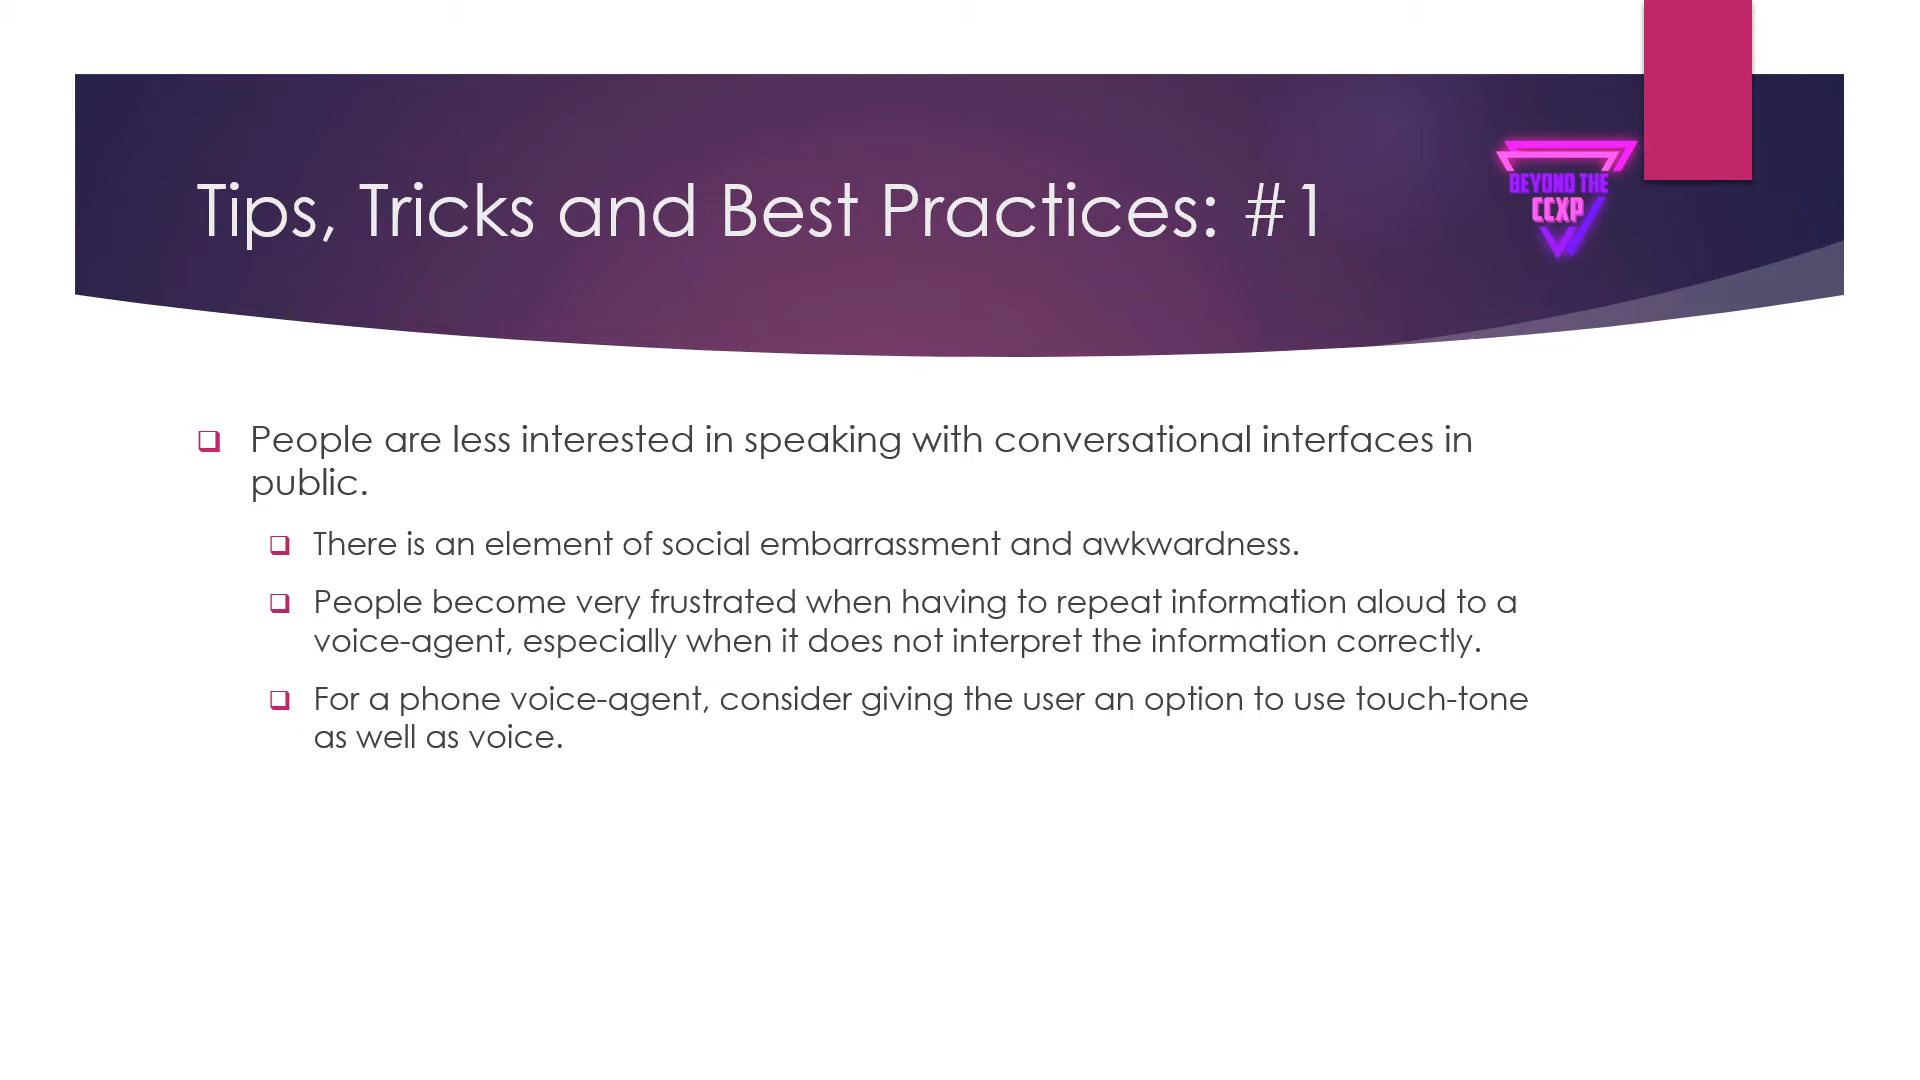 Tips, Tricks and Best Practices: #1
BEYOND THE
CCXP
People are less interested in speaking with conversational interfaces in
public.
There is an element of social embarrassment and awkwardness.
People become very frustrated when having to repeat information aloud to a
voice-agent, especially when it does not interpret the information correctly.
For a phone voice-agent, consider giving the user an option to use touch-tone
as well as voice.